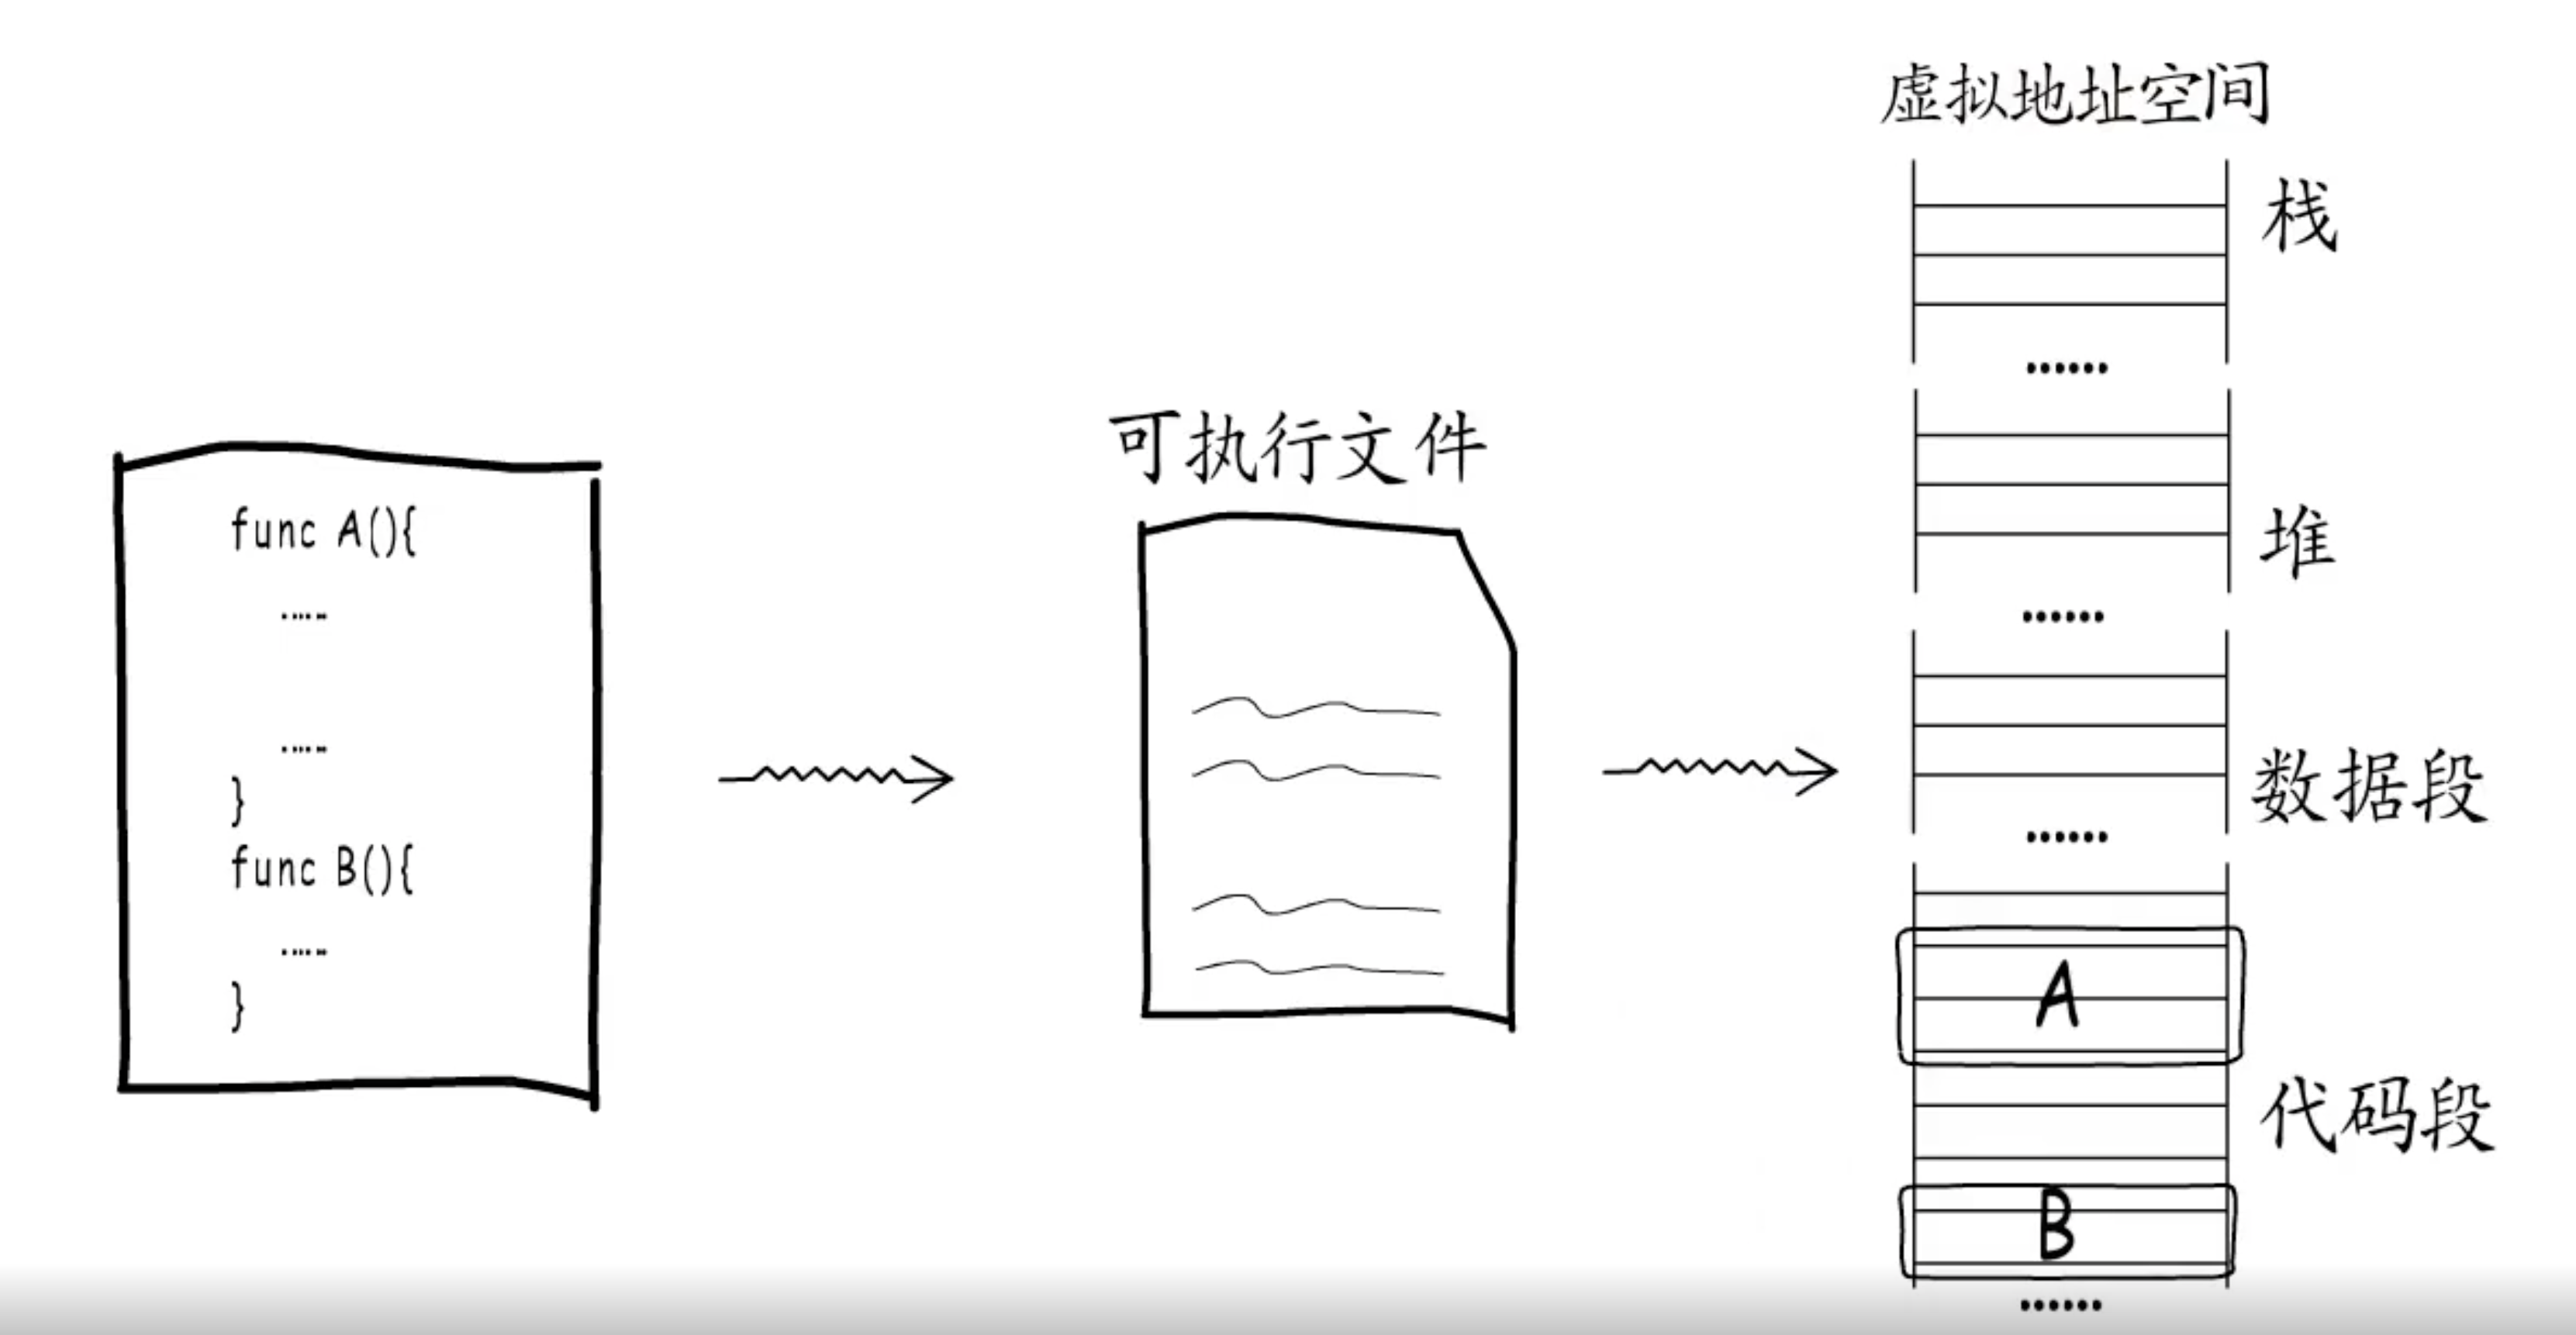 func A(){
......
......
}
func B(){
......
}
可执行文件
虚拟地址空间
栈
......
堆
......
数据段
......
A
代码段
B
......